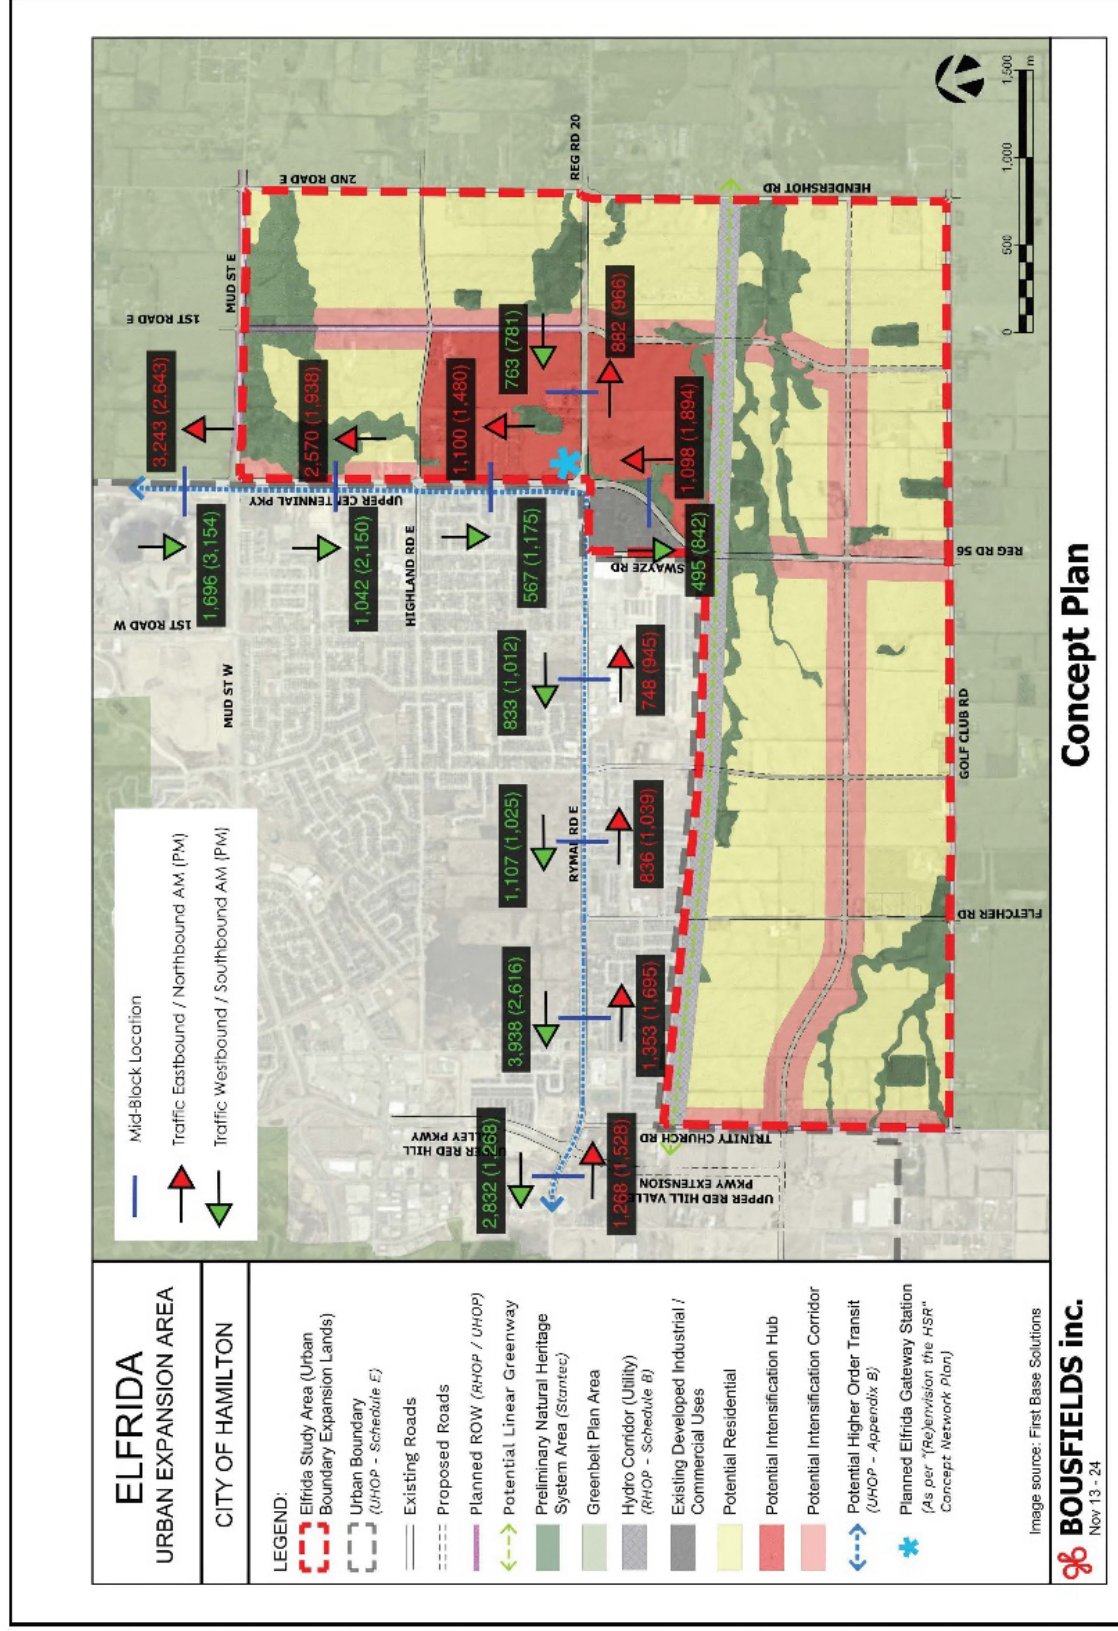 ELFRIDA
URBAN EXPANSION AREA
CITY OF HAMILTON
LEGEND:
Elfrida Study Area (Urban
Boundary Expansion Lands)
Urban Boundary
(UHOP - Schedule E)
Existing Roads
Proposed Roads
Planned ROW (RHOP / UHOP)
Potential Linear Greenway
Preliminary Natural Heritage
System Area (Stantec)
Greenbelt Plan Area
Hydro Corridor (Utility)
(RHOP - Schedule B)
Existing Developed Industrial /
Commercial Uses
Potential Residential
Potential Intensification Hub
Potential Intensification Corridor
Potential Higher Order Transit
(UHOP - Appendix B)
Planned Elfrida Gateway Station
(As per "(Re)envision the HSR"
Concept Network Plan)
Image source: First Base Solutions
BOUSFIELDS inc.
Nov 13 - 24
Mid-Block Location
Traffic Eastbound / Northbound AM (PM)
Traffic Westbound / Southbound AM (PM)
MUD ST W
MUD ST E
1ST ROAD W
1ST ROAD E
2ND ROAD E
3,243 (2,643)
1,696 (3,154)
2,570 (1,938)
UPPER CENTENNIAL PKY
1,042 (2,150)
HIGHLAND RD E
1,100 (1,480)
567 (1,175)
763 (781)
REG RD 20
882 (966)
1,098 (1,894)
SWAYZE RD
495 (842)
833 (1,012)
748 (945)
1,107 (1,025)
RYMAL RD E
836 (1,039)
3,938 (2,616)
1,353 (1,695)
UPPER RED HILL
VALLEY PKWY
2,832 (1,268)
1,268 (1,528)
TRINITY CHURCH RD
UPPER RED HILL VALLEY
PKWY EXTENSION
HENDERSHOT RD
REG RD 56
GOLF CLUB RD
FLETCHER RD
0
500
1,000
1,500
m
Concept Plan